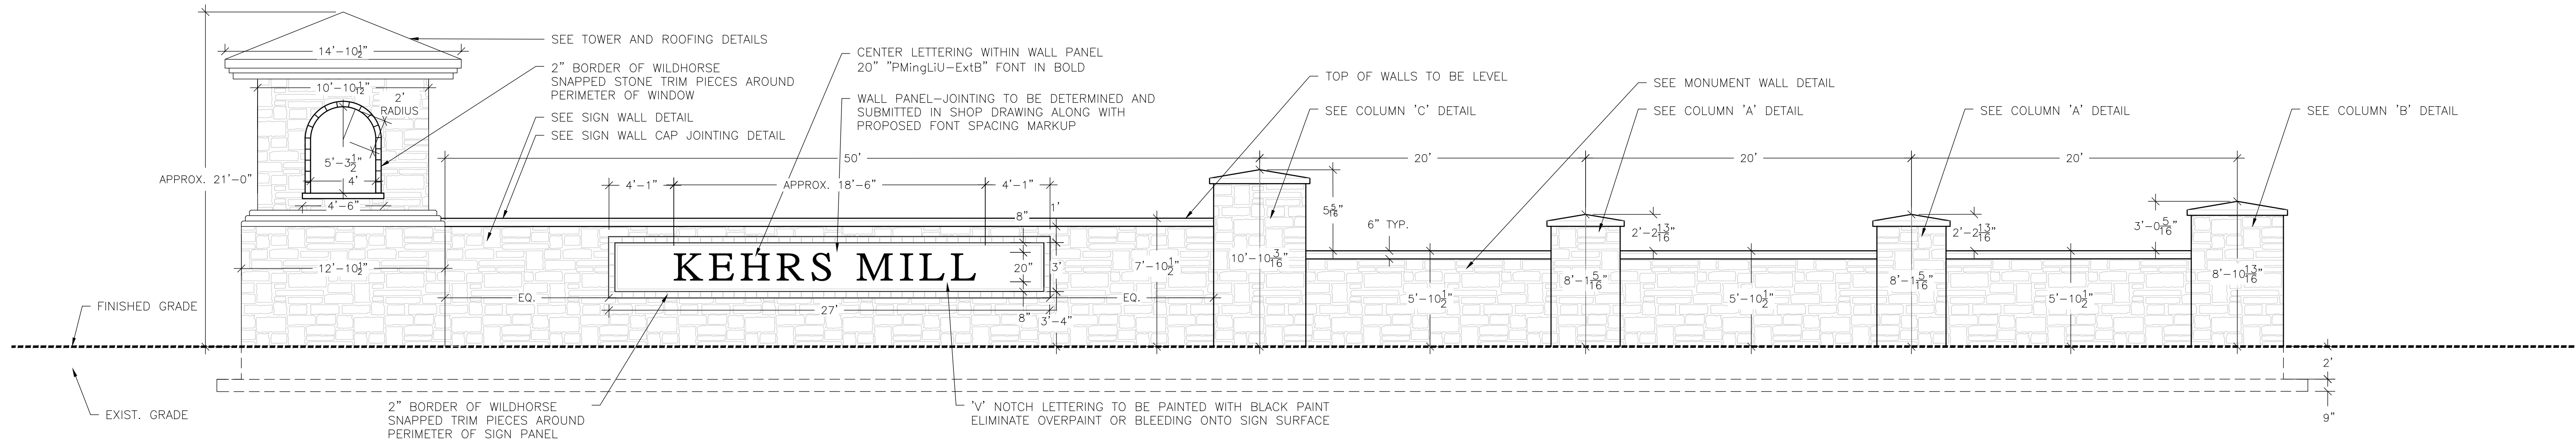 SEE TOWER AND ROOFING DETAILS
14'-10½"
2" BORDER OF WILDHORSE
SNAPPED STONE TRIM PIECES AROUND
PERIMETER OF WINDOW
10'-10 1/12"
2'
RADIUS
5'-3½"
4'
4'-6"
APPROX. 21'-0"
12'-10½"
SEE SIGN WALL DETAIL
SEE SIGN WALL CAP JOINTING DETAIL
CENTER LETTERING WITHIN WALL PANEL
20" "PMingLiU-ExtB" FONT IN BOLD
WALL PANEL-JOINTING TO BE DETERMINED AND
SUBMITTED IN SHOP DRAWING ALONG WITH
PROPOSED FONT SPACING MARKUP
50'
4'-1"
APPROX. 18'-6"
4'-1"
1'
8"
KEHRS MILL
20"
3'
8"
3'-4"
EQ.
27'
EQ.
7'-10½"
TOP OF WALLS TO BE LEVEL
SEE COLUMN 'C' DETAIL
10'-10 3/16"
20'
6" TYP.
SEE MONUMENT WALL DETAIL
SEE COLUMN 'A' DETAIL
5'-10½"
8'-1 5/16"
2'-2 13/16"
20'
5'-10½"
SEE COLUMN 'A' DETAIL
8'-1 5/16"
2'-2 13/16"
20'
5'-10½"
3'-0 5/16"
SEE COLUMN 'B' DETAIL
8'-10 13/16"
FINISHED GRADE
EXIST. GRADE
2" BORDER OF WILDHORSE
SNAPPED TRIM PIECES AROUND
PERIMETER OF SIGN PANEL
'V' NOTCH LETTERING TO BE PAINTED WITH BLACK PAINT
ELIMINATE OVERPAINT OR BLEEDING ONTO SIGN SURFACE
2'
9"